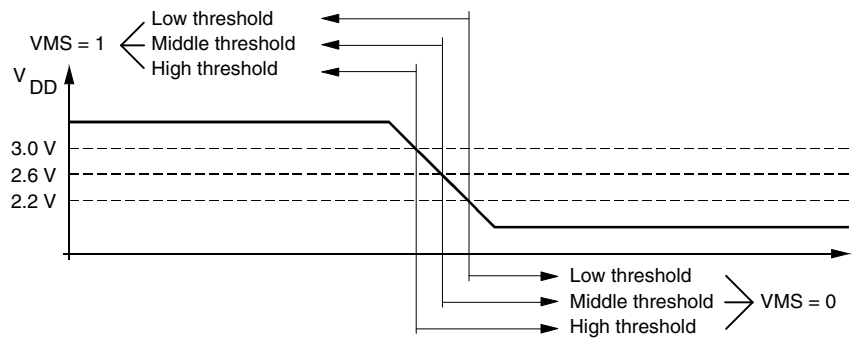 Low threshold
VMS = 1
Middle threshold
High threshold
VDD
3.0 V
2.6 V
2.2 V
Low threshold
Middle threshold
VMS = 0
High threshold